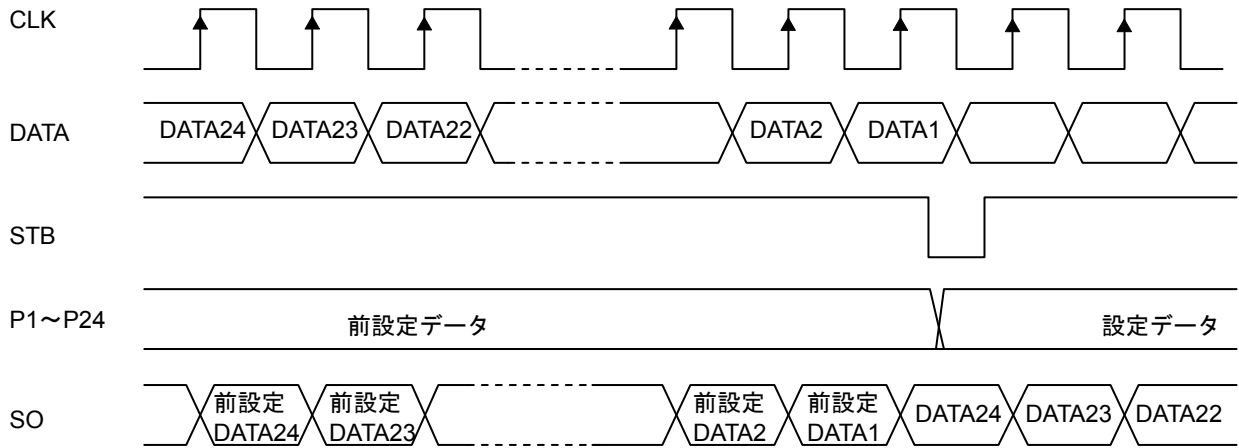 CLK
DATA
DATA24
DATA23
DATA22
DATA2
DATA1
STB
P1～P24
前設定データ
設定データ
SO
前設定
DATA24
前設定
DATA23
前設定
DATA2
前設定
DATA1
DATA24
DATA23
DATA22